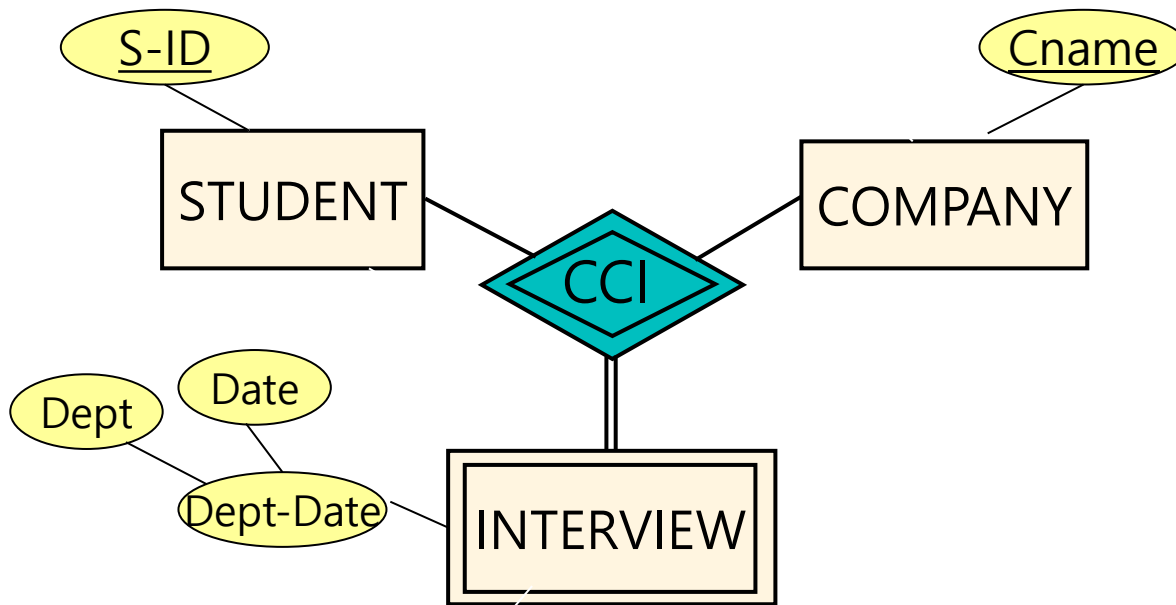 S-ID
Cname
STUDENT
COMPANY
CCI
Date
Dept
Dept-Date
INTERVIEW